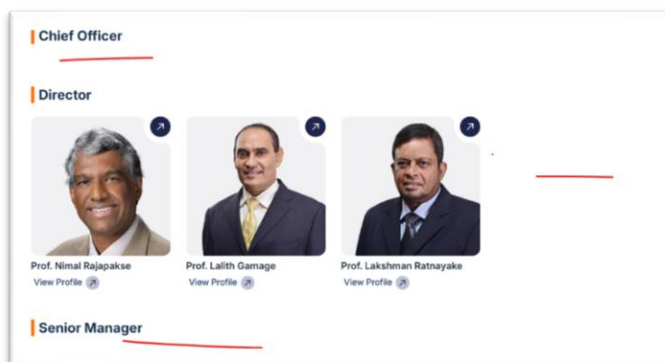 Chief Officer
Director
Prof. Nimal Rajapakse Prof. Lalith Gamage Prof. Lakshman Ratnayake
View Profile View Profile View Profile
Senior Manager